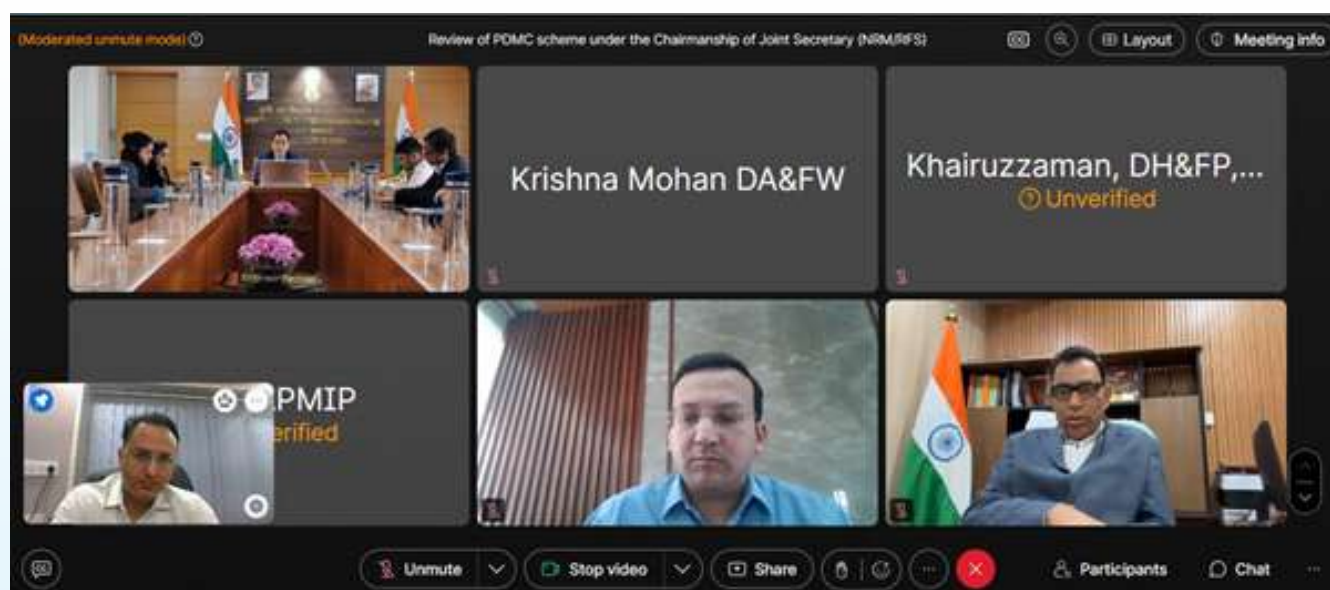 (Moderated unmute mode)
Review of PDMC scheme under the Chairmanship of Joint Secretary (NRM/RFS)
Layout
Meeting info
Krishna Mohan DA&FW
Khairuzzaman, DH&FP,...
Unverified
PMIP
erified
Unmute
Stop video
Share
Participants
Chat